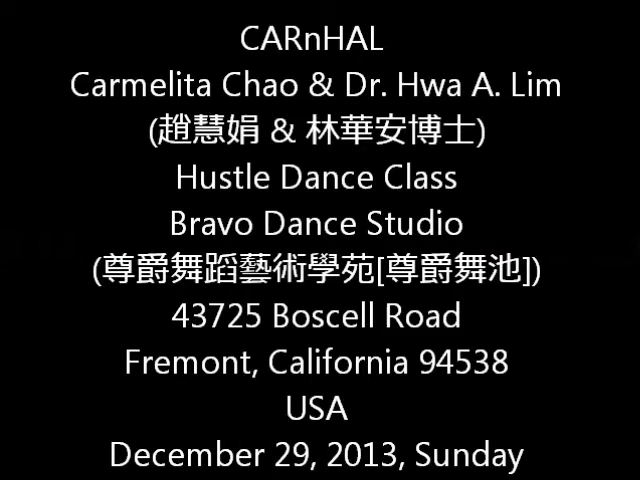 CARnHAL
Carmelita Chao & Dr. Hwa A. Lim
(趙慧娟 & 林華安博士)
Hustle Dance Class
Bravo Dance Studio
(尊爵舞蹈藝術學苑[尊爵舞池])
43725 Boscell Road
Fremont, California 94538
USA
December 29, 2013, Sunday